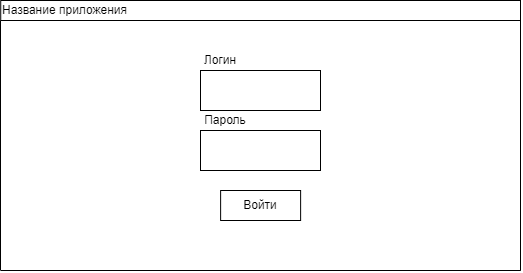 Название приложения
Логин
Пароль
Войти